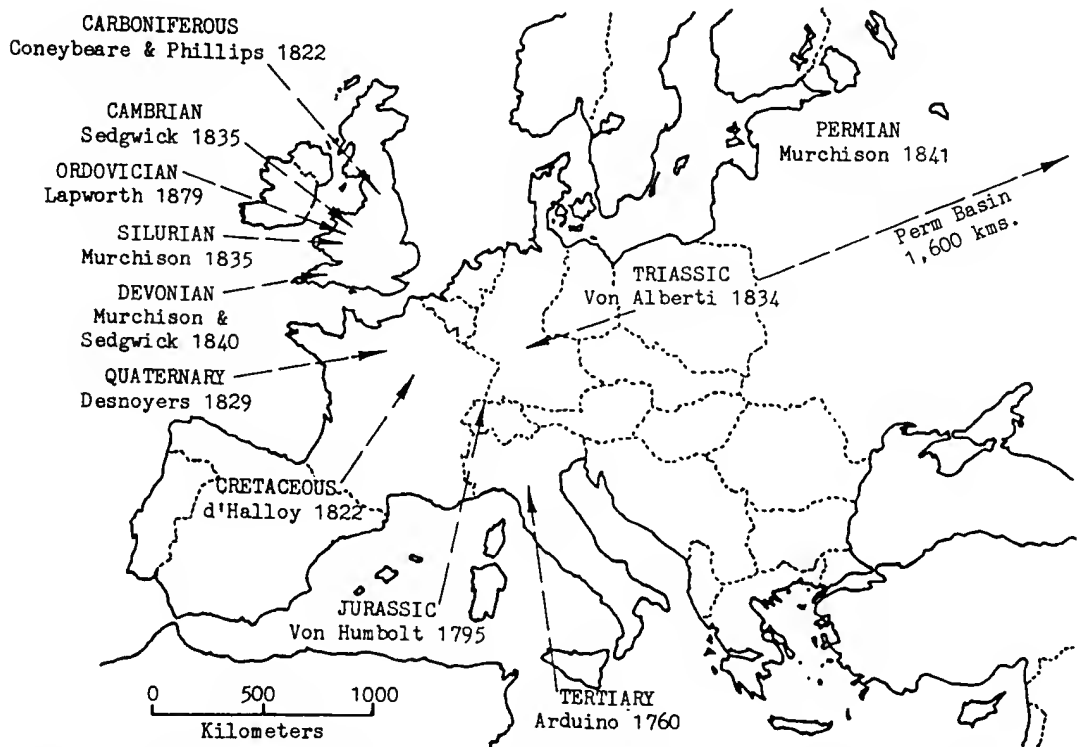 CARBONIFEROUS
Coneybeare & Phillips 1822
CAMBRIAN
Sedgwick 1835
ORDOVICIAN
Lapworth 1879
SILURIAN
Murchison 1835
DEVONIAN
Murchison &
Sedgwick 1840
QUATERNARY
Desnoyers 1829
CRETACEOUS
d'Halloy 1822
JURASSIC
Von Humbolt 1795
TERTIARY
Arduino 1760
TRIASSIC
Von Alberti 1834
PERMIAN
Murchison 1841
Perm Basin
1,600 kms.
0 500 1000
Kilometers